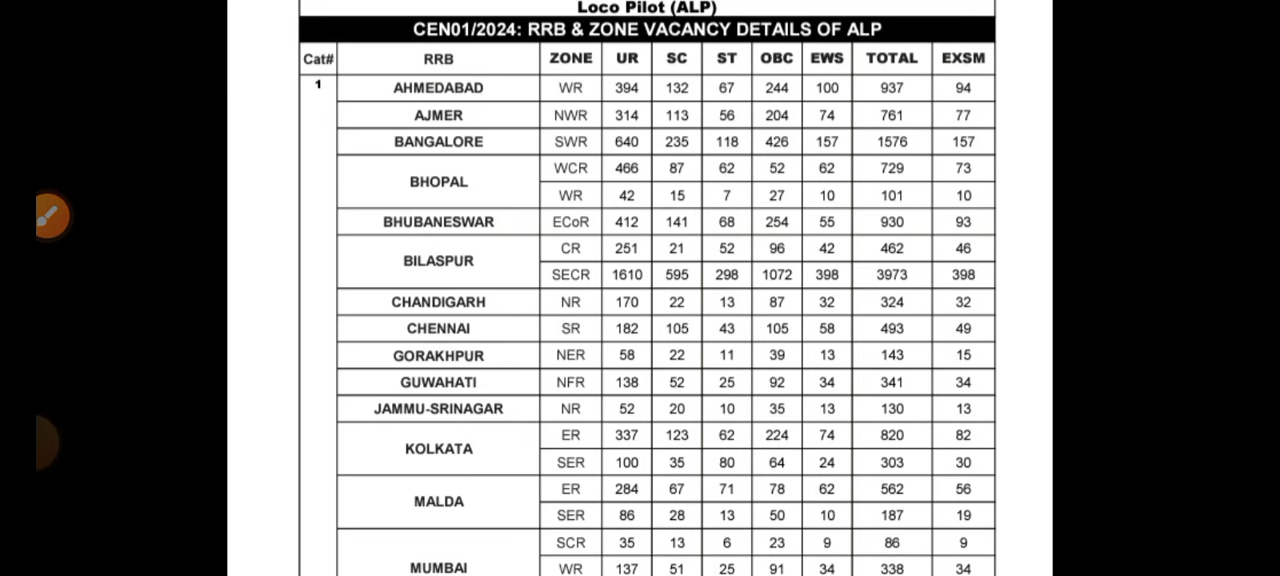 Loco Pilot (ALP)
CEN01/2024: RRB & ZONE VACANCY DETAILS OF ALP
Cat# RRB ZONE UR SC ST OBC EWS TOTAL EXSM
1 AHMEDABAD WR 394 132 67 244 100 937 94
AJMER NWR 314 113 56 204 74 761 77
BANGALORE SWR 640 235 118 426 157 1576 157
BHOPAL WCR 466 87 62 52 62 729 73
WR 42 15 7 27 10 101 10
BHUBANESWAR ECoR 412 141 68 254 55 930 93
BILASPUR CR 251 21 52 96 42 462 46
SECR 1610 595 298 1072 398 3973 398
CHANDIGARH NR 170 22 13 87 32 324 32
CHENNAI SR 182 105 43 105 58 493 49
GORAKHPUR NER 58 22 11 39 13 143 15
GUWAHATI NFR 138 52 25 92 34 341 34
JAMMU-SRINAGAR NR 52 20 10 35 13 130 13
KOLKATA ER 337 123 62 224 74 820 82
SER 100 35 80 64 24 303 30
MALDA ER 284 67 71 78 62 562 56
SER 86 28 13 50 10 187 19
MUMBAI SCR 35 13 6 23 9 86 9
WR 137 51 25 91 34 338 34